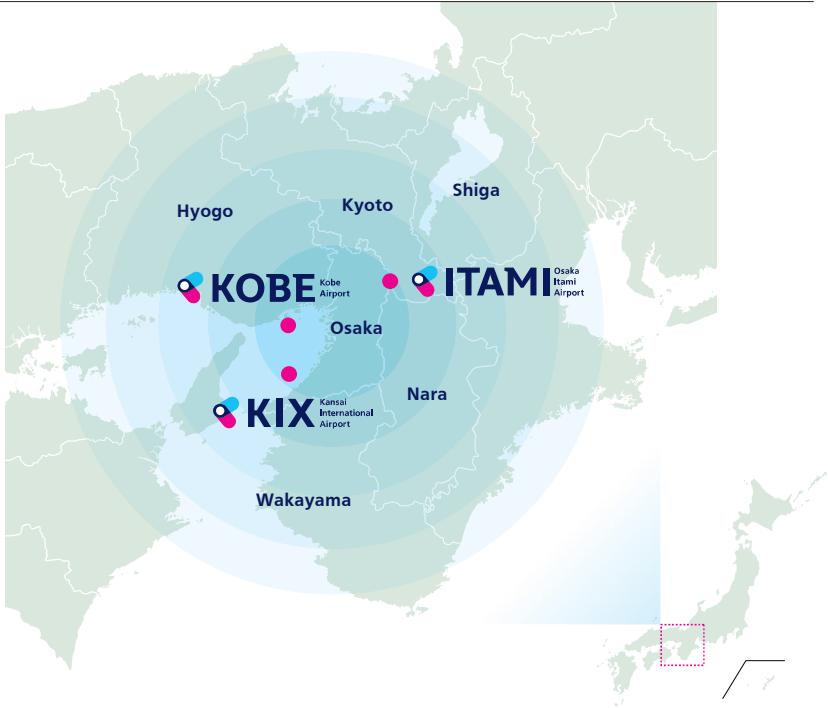 Shiga
Kyoto
Hyogo
KOBE
Kobe
Airport
ITAMI
Osaka
Itami
Airport
Osaka
Nara
KIX
Kansai
International
Airport
Wakayama